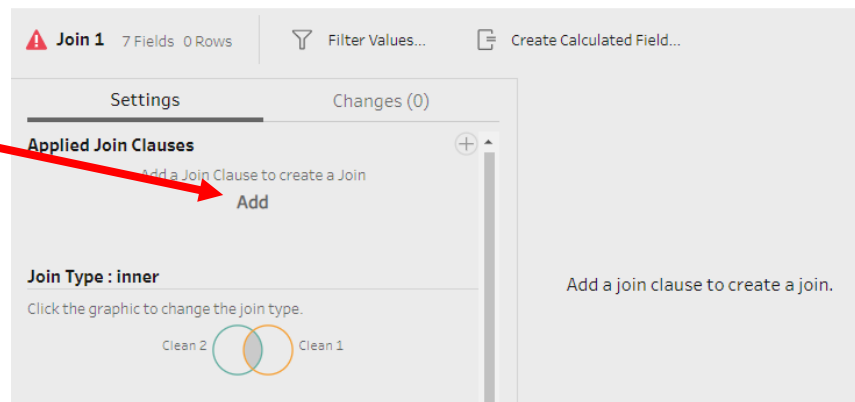 Join 1 7 Fields 0 Rows Filter Values... Create Calculated Field...
Settings Changes (0)
Applied Join Clauses
Add a Join Clause to create a Join
Add
Join Type : inner
Click the graphic to change the join type.
Clean 2 Clean 1
Add a join clause to create a join.